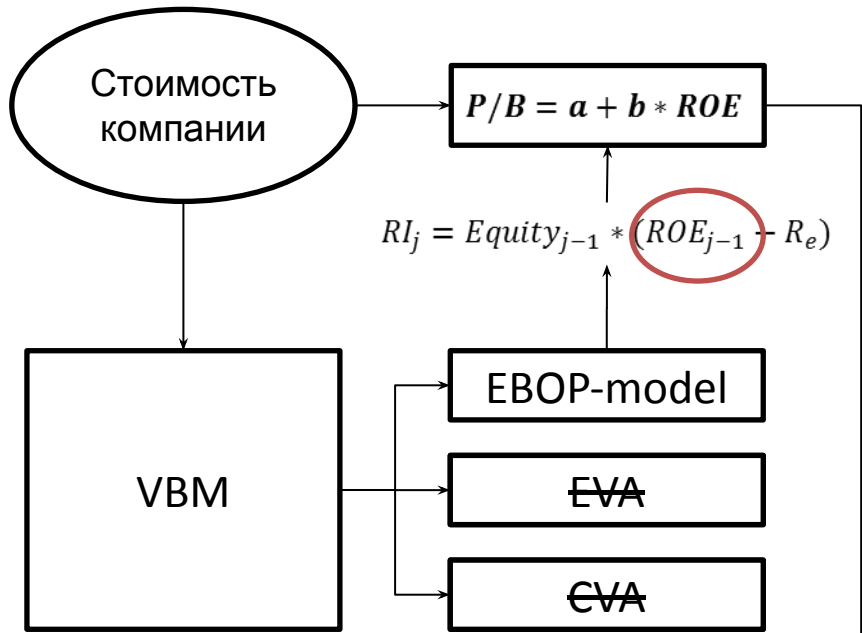 Стоимость
компании
P/B = a + b * ROE
RI_j = Equity_{j-1} * (ROE_{j-1} - R_e)
EBOP-model
VBM
EVA
CVA